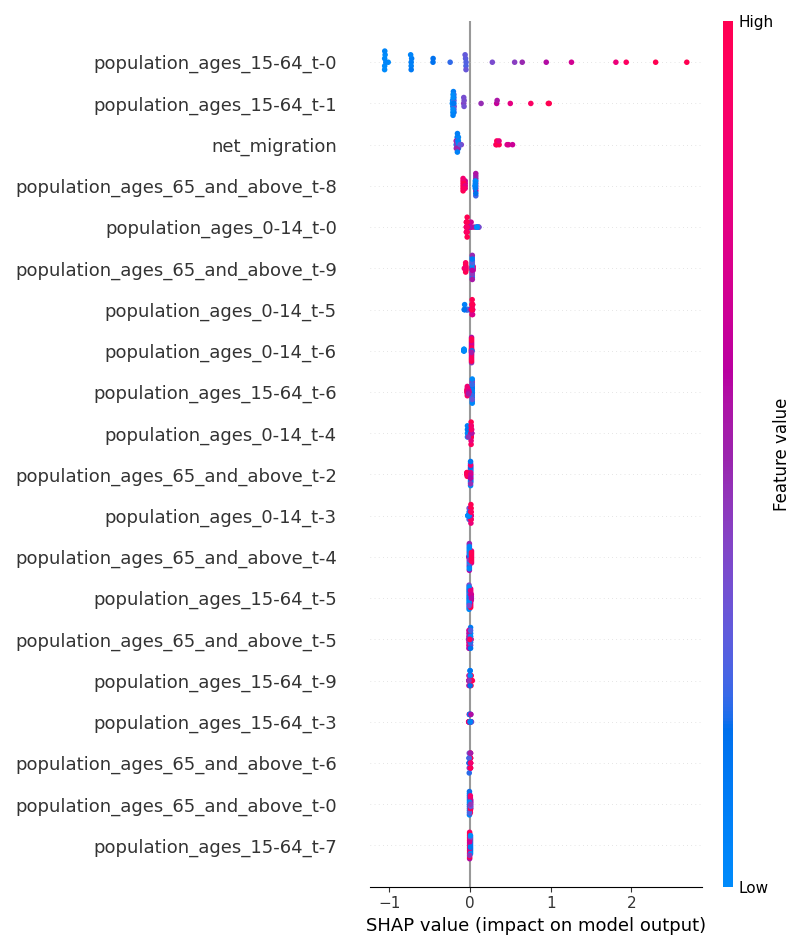 High
population_ages_15-64_t-0
population_ages_15-64_t-1
net_migration
population_ages_65_and_above_t-8
population_ages_0-14_t-0
population_ages_65_and_above_t-9
population_ages_0-14_t-5
population_ages_0-14_t-6
population_ages_15-64_t-6
population_ages_0-14_t-4
population_ages_65_and_above_t-2
population_ages_0-14_t-3
population_ages_65_and_above_t-4
population_ages_15-64_t-5
population_ages_65_and_above_t-5
population_ages_15-64_t-9
population_ages_15-64_t-3
population_ages_65_and_above_t-6
population_ages_65_and_above_t-0
population_ages_15-64_t-7
Feature value
Low
−1 0 1 2
SHAP value (impact on model output)